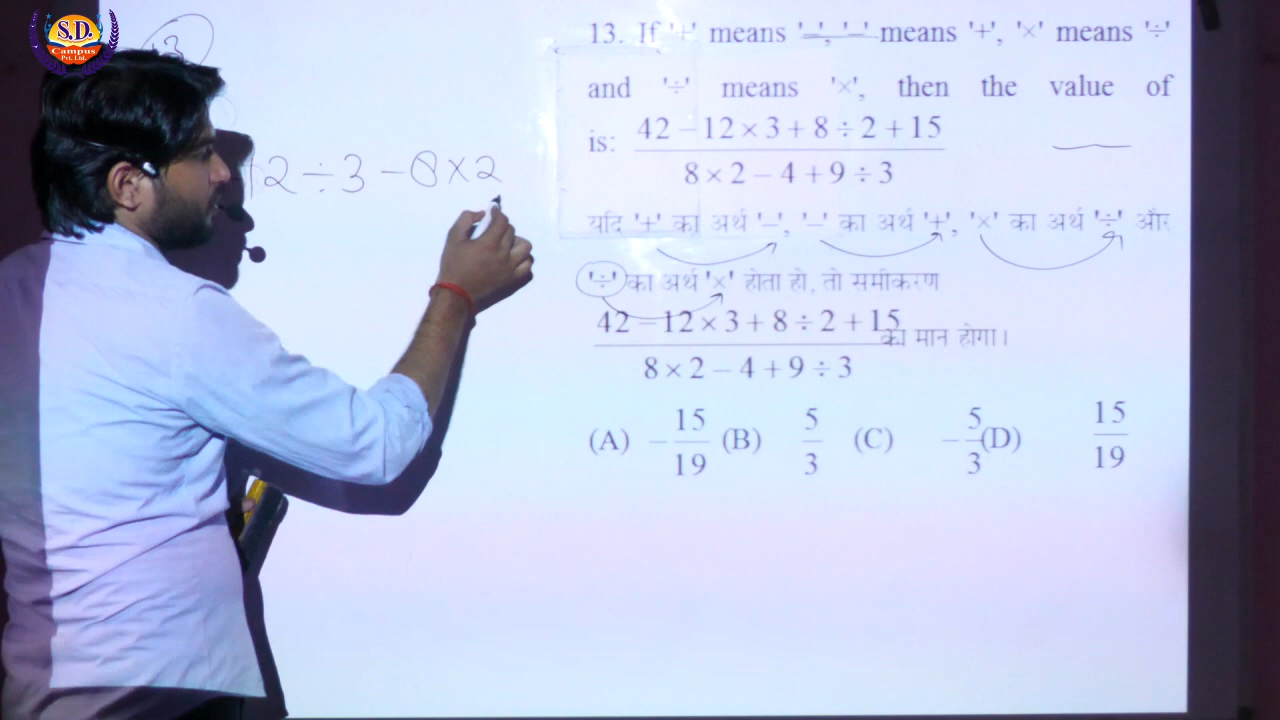 S.D.
Campus
Pvt. Ltd.
13
12 ÷ 3 - 8 × 2
13. If '+' means '–', '–' means '+', '×' means '÷'
and '÷' means '×', then the value of
is: 42 – 12 × 3 + 8 ÷ 2 + 15
8 × 2 – 4 + 9 ÷ 3
यदि '+' का अर्थ '–', '–' का अर्थ '+', '×' का अर्थ '÷' और
'÷' का अर्थ '×' होता हो, तो समीकरण
42 – 12 × 3 + 8 ÷ 2 + 15
8 × 2 – 4 + 9 ÷ 3 का मान होगा।
(A) – 15/19 (B) 5/3 (C) – 5/3 (D) 15/19